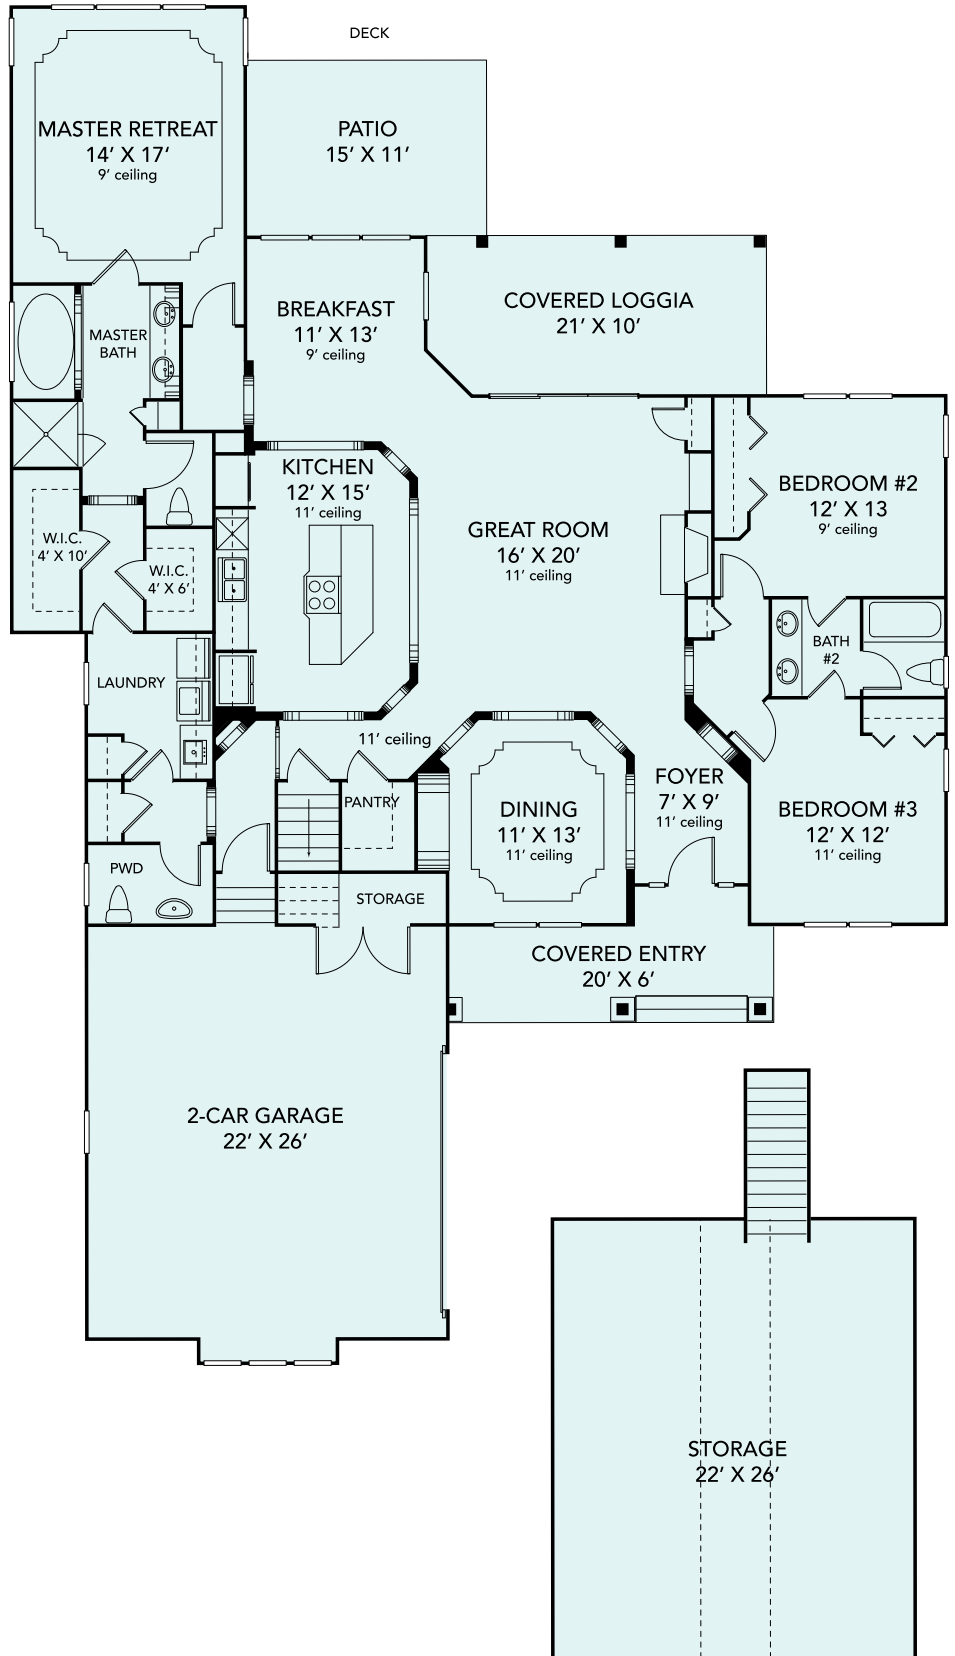 DECK
MASTER RETREAT
14’ X 17’
9’ ceiling
PATIO
15’ X 11’
BREAKFAST
11’ X 13’
9’ ceiling
COVERED LOGGIA
21’ X 10’
MASTER
BATH
KITCHEN
12’ X 15’
11’ ceiling
GREAT ROOM
16’ X 20’
11’ ceiling
BEDROOM #2
12’ X 13
9’ ceiling
W.I.C.
4’ X 10’
W.I.C.
4’ X 6’
BATH
#2
LAUNDRY
11’ ceiling
PANTRY
DINING
11’ X 13’
11’ ceiling
FOYER
7’ X 9’
11’ ceiling
BEDROOM #3
12’ X 12’
11’ ceiling
PWD
STORAGE
COVERED ENTRY
20’ X 6’
2-CAR GARAGE
22’ X 26’
STORAGE
22’ X 26’